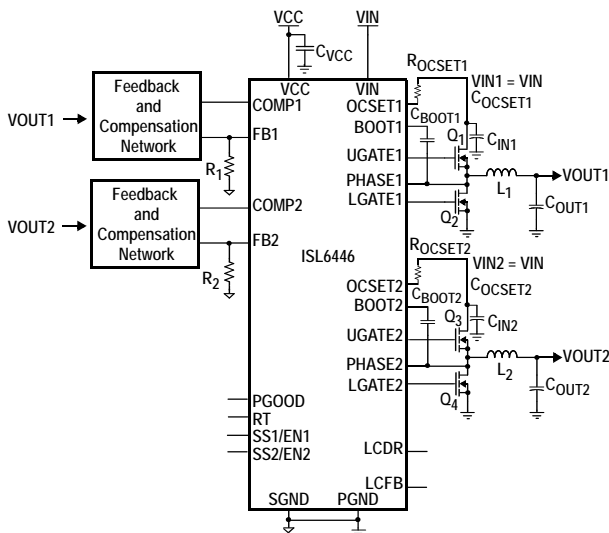 VCC
VIN
CVCC
VCC
VIN
Feedback
and
Compensation
Network
VOUT1
COMP1
FB1
R1
Feedback
and
Compensation
Network
VOUT2
COMP2
FB2
R2
ISL6446
PGOOD
RT
SS1/EN1
SS2/EN2
SGND
PGND
ROCSET1
VIN1 = VIN
COCSET1
OCSET1
BOOT1
CBOOT1
Q1
CIN1
UGATE1
PHASE1
L1
VOUT1
LGATE1
Q2
COUT1
ROCSET2
VIN2 = VIN
COCSET2
OCSET2
BOOT2
CBOOT2
Q3
CIN2
UGATE2
PHASE2
L2
VOUT2
LGATE2
Q4
COUT2
LCDR
LCFB